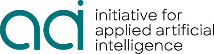 aai initiative for
applied artificial
intelligence